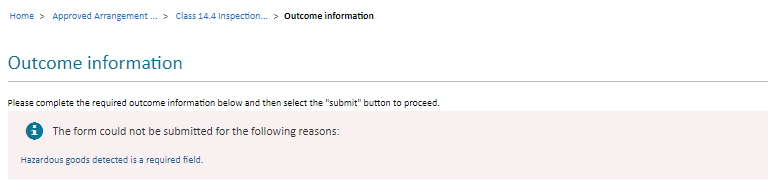 Home > Approved Arrangement ... > Class 14.4 Inspection... > Outcome information
Outcome information
Please complete the required outcome information below and then select the "submit" button to proceed.
The form could not be submitted for the following reasons:
Hazardous goods detected is a required field.